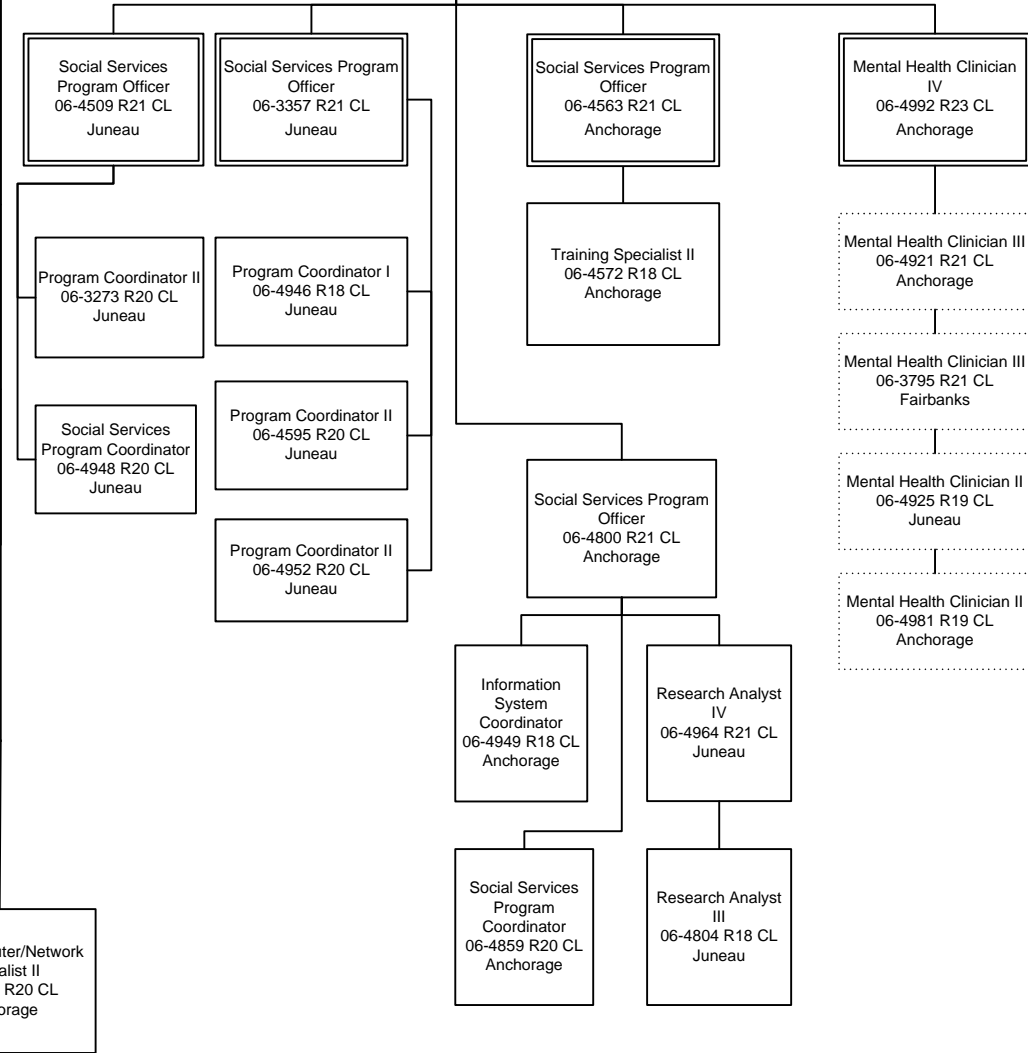 Social Services
Program Officer
06-4509 R21 CL
Juneau
Social Services Program
Officer
06-3357 R21 CL
Juneau
Social Services Program
Officer
06-4563 R21 CL
Anchorage
Mental Health Clinician
IV
06-4992 R23 CL
Anchorage
Program Coordinator II
06-3273 R20 CL
Juneau
Social Services
Program Coordinator
06-4948 R20 CL
Juneau
Program Coordinator I
06-4946 R18 CL
Juneau
Program Coordinator II
06-4595 R20 CL
Juneau
Program Coordinator II
06-4952 R20 CL
Juneau
Training Specialist II
06-4572 R18 CL
Anchorage
Mental Health Clinician III
06-4921 R21 CL
Anchorage
Mental Health Clinician III
06-3795 R21 CL
Fairbanks
Mental Health Clinician II
06-4925 R19 CL
Juneau
Mental Health Clinician II
06-4981 R19 CL
Anchorage
Social Services Program
Officer
06-4800 R21 CL
Anchorage
Information
System
Coordinator
06-4949 R18 CL
Anchorage
Research Analyst
IV
06-4964 R21 CL
Juneau
Social Services
Program
Coordinator
06-4859 R20 CL
Anchorage
Research Analyst
III
06-4804 R18 CL
Juneau
ter/Network
alist II
R20 CL
orage